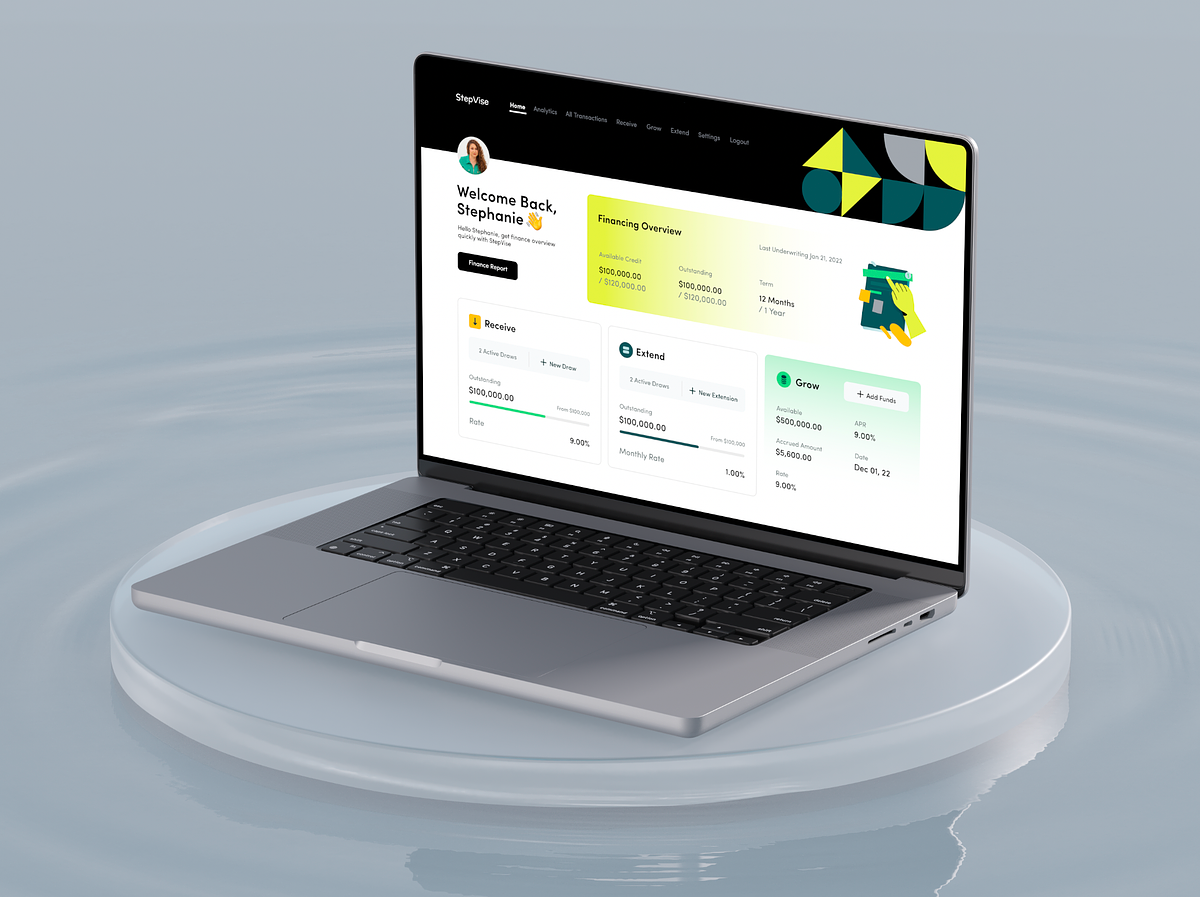 StepVise
Home
Analytics
All Transactions
Receive
Grow
Extend
Settings
Logout
Welcome Back,
Stephanie 👋
Hello Stephanie, get finance overview
quickly with StepVise
Finance Report
Financing Overview
Last Underwriting Jan 21, 2022
Available Credit
$100,000.00
/ $120,000.00
Outstanding
$100,000.00
/ $120,000.00
Term
12 Months
/ 1 Year
Receive
2 Active Draws
+ New Draw
Outstanding
$100,000.00
From $100,000
Rate
9.00%
Extend
2 Active Draws
+ New Extension
Outstanding
$100,000.00
From $100,000
Monthly Rate
1.00%
Grow
+ Add Funds
Available
$500,000.00
APR
9.00%
Accrued Amount
$5,600.00
Date
Dec 01, 22
Rate
9.00%